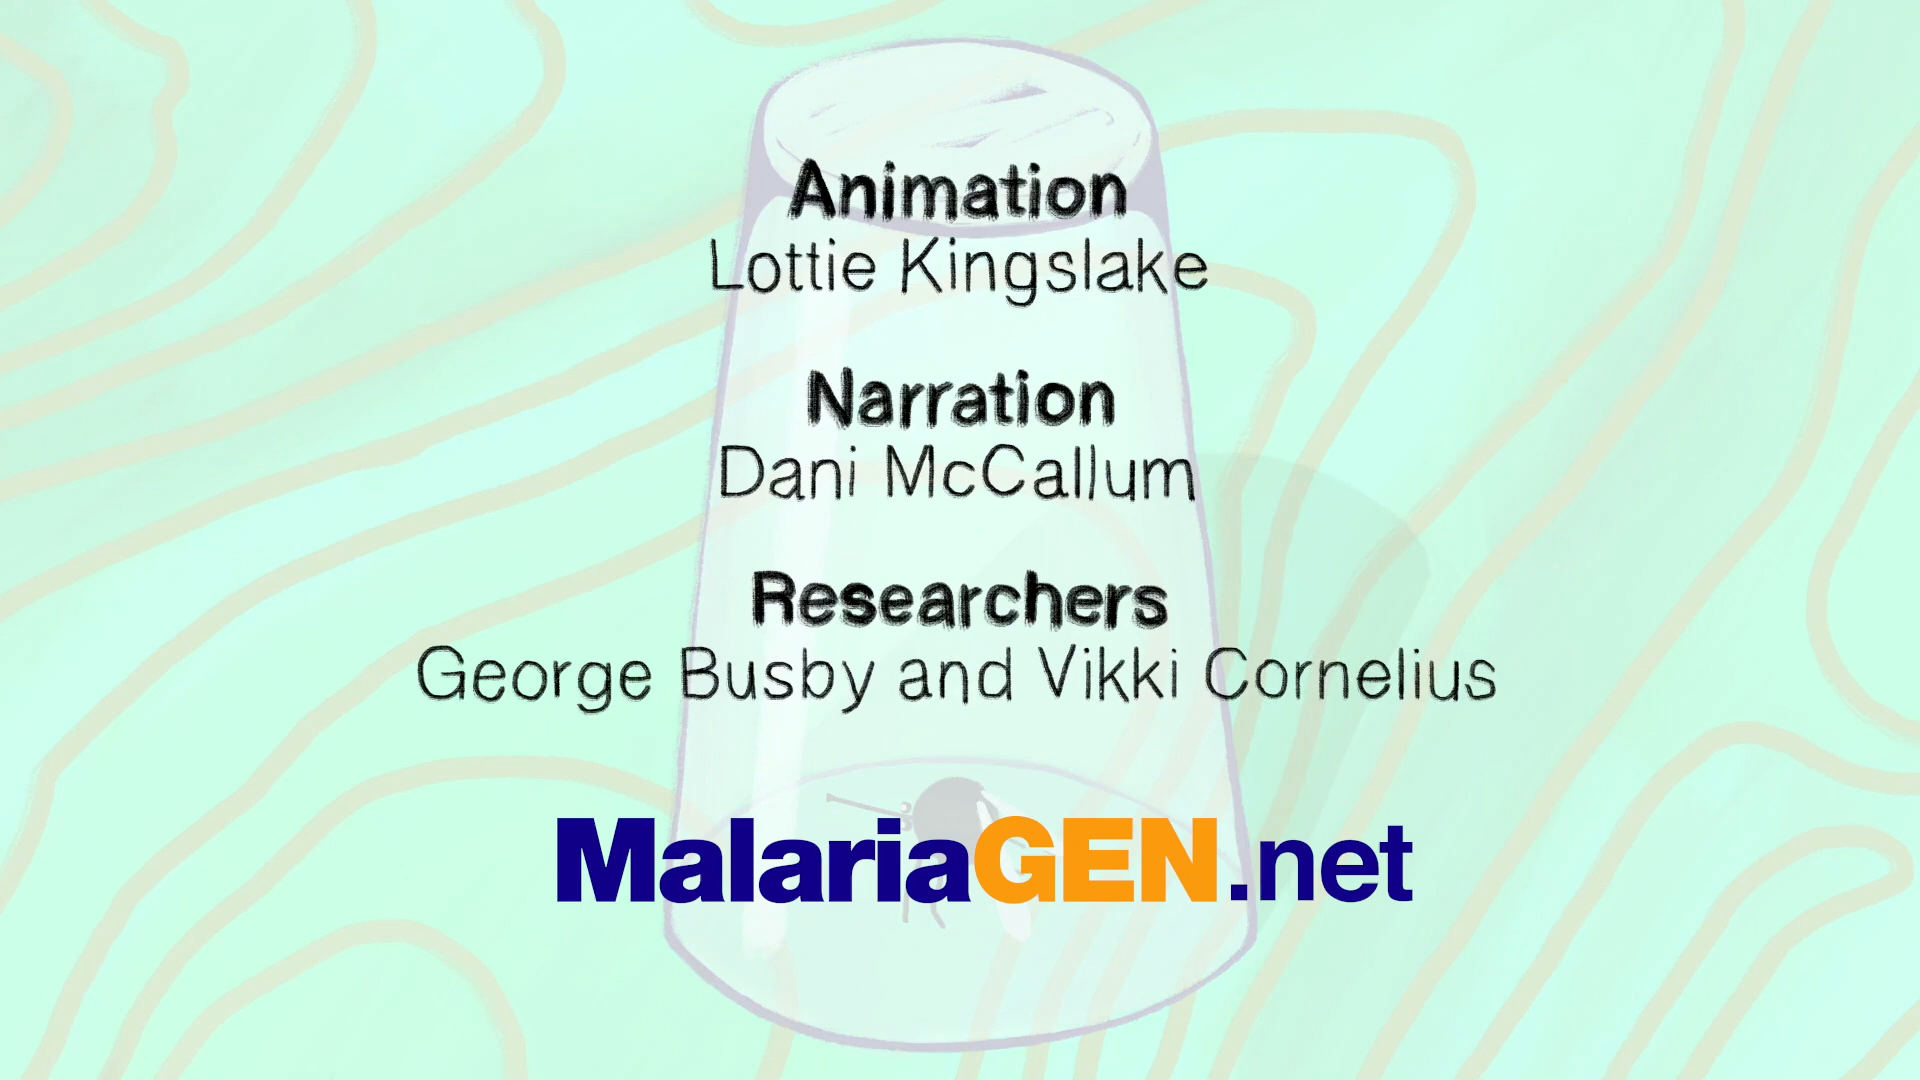 Animation
Lottie Kingslake
Narration
Dani McCallum
Researchers
George Busby and Vikki Cornelius
MalariaGEN.net